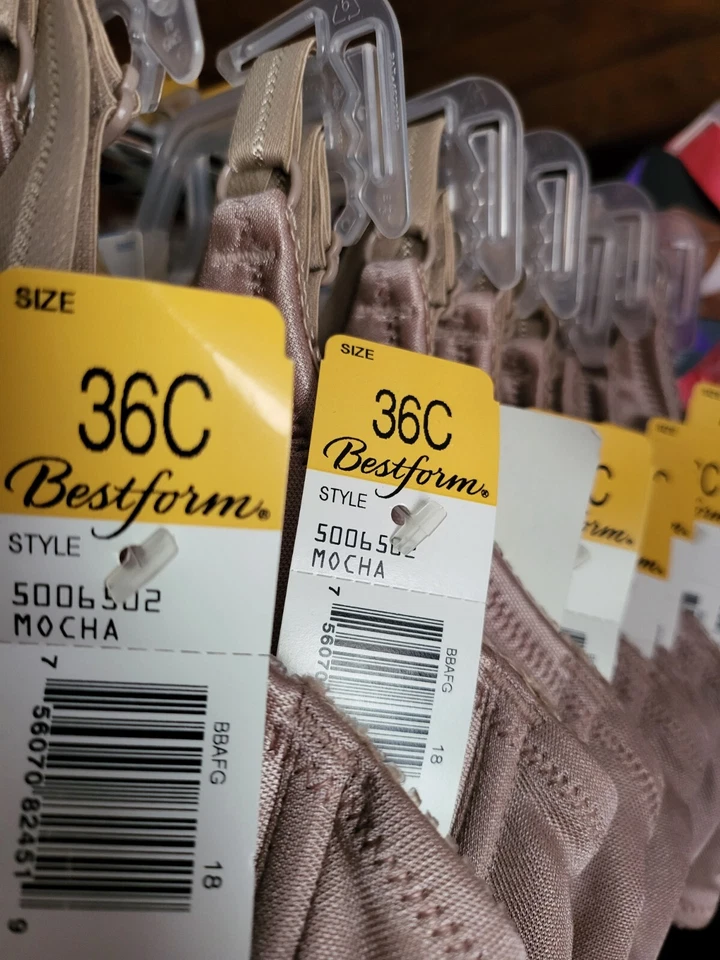 SIZE
36C
Bestform®
STYLE
5006502
MOCHA
7 56070 82451 9
BBAFG
18
SIZE
36C
Bestform®
STYLE
MOCHA
7
BBAFG
18
C